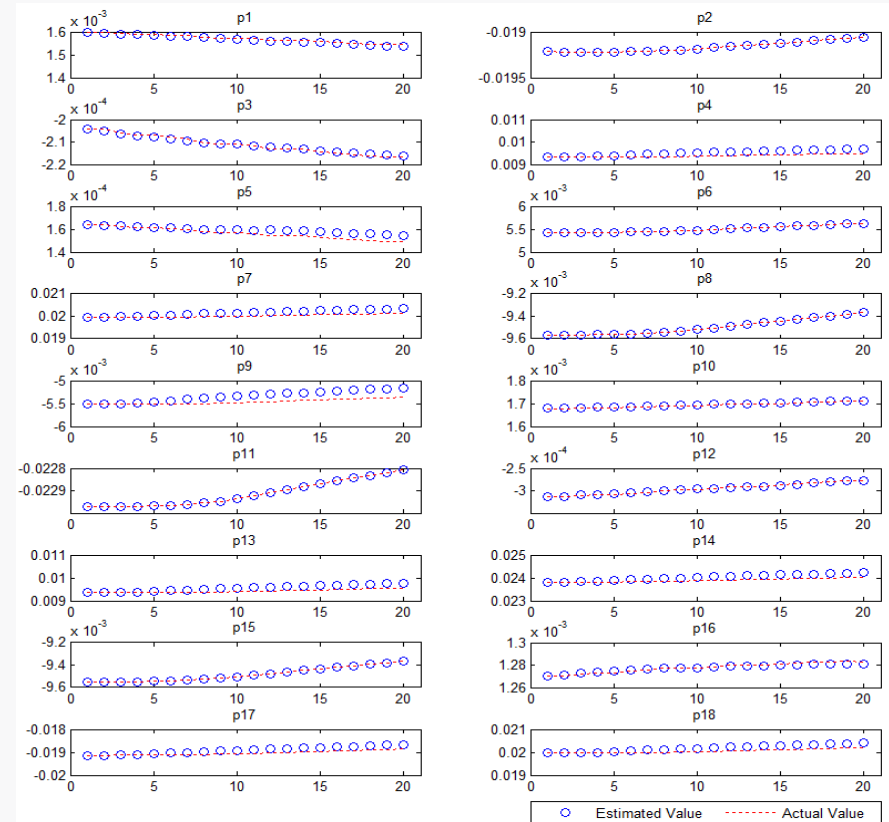 p1
x 10-3
1.6
1.5
1.4
0 5 10 15 20
p2
-0.019
-0.0195
0 5 10 15 20
p3
x 10-4
-2
-2.1
-2.2
0 5 10 15 20
p4
0.011
0.01
0.009
0 5 10 15 20
p5
x 10-4
1.8
1.6
1.4
0 5 10 15 20
p6
x 10-3
6
5.5
5
0 5 10 15 20
p7
0.021
0.02
0.019
0 5 10 15 20
p8
x 10-3
-9.2
-9.4
-9.6
0 5 10 15 20
p9
x 10-3
-5
-5.5
-6
0 5 10 15 20
p10
x 10-3
1.8
1.7
1.6
0 5 10 15 20
p11
-0.0228
-0.0229
0 5 10 15 20
p12
x 10-4
-2.5
-3
0 5 10 15 20
p13
0.011
0.01
0.009
0 5 10 15 20
p14
0.025
0.024
0.023
0 5 10 15 20
p15
x 10-3
-9.2
-9.4
-9.6
0 5 10 15 20
p16
x 10-3
1.3
1.28
1.26
0 5 10 15 20
p17
-0.018
-0.019
-0.02
0 5 10 15 20
p18
0.021
0.02
0.019
0 5 10 15 20
Estimated Value Actual Value